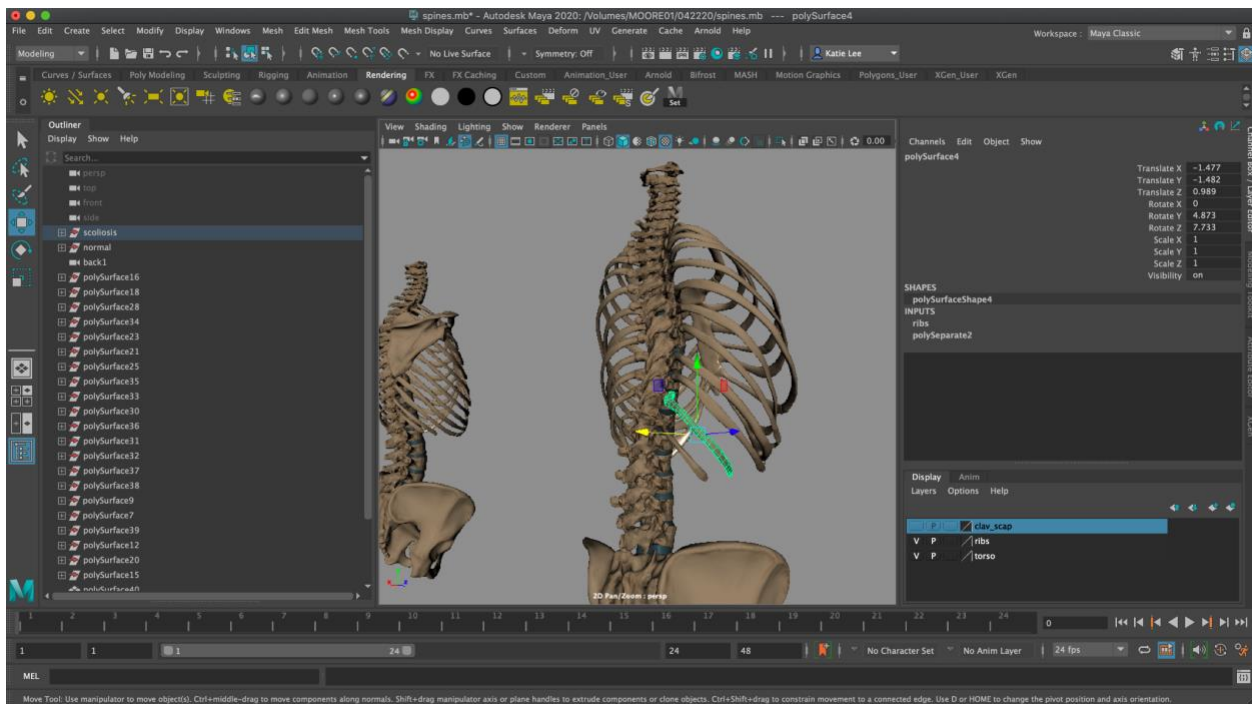 spines.mb* - Autodesk Maya 2020: /Volumes/MOORE01/042220/spines.mb --- polySurface4
File Edit Create Select Modify Display Windows Mesh Edit Mesh Mesh Tools Mesh Display Curves Surfaces Deform UV Generate Cache Arnold Help Workspace : Maya Classic
Modeling No Live Surface Symmetry: Off Katie Lee
Curves / Surfaces Poly Modeling Sculpting Rigging Animation Rendering FX FX Caching Custom Animation_User Arnold Bifrost MASH Motion Graphics Polygons_User XGen_User XGen
Set
Outliner
Display Show Help
Search...
persp
top
front
side
scoliosis
normal
back1
polySurface16
polySurface18
polySurface28
polySurface34
polySurface23
polySurface21
polySurface25
polySurface35
polySurface33
polySurface30
polySurface36
polySurface31
polySurface32
polySurface37
polySurface38
polySurface9
polySurface7
polySurface39
polySurface12
polySurface20
polySurface15
polySurface40
View Shading Lighting Show Renderer Panels
0.00
2D Pan/Zoom : persp
Channels Edit Object Show
polySurface4
Translate X -1.477
Translate Y -1.482
Translate Z 0.989
Rotate X 0
Rotate Y 4.873
Rotate Z 7.733
Scale X 1
Scale Y 1
Scale Z 1
Visibility on
SHAPES
polySurfaceShape4
INPUTS
ribs
polySeparate2
Channel Box / Layer Editor
Modeling Toolkit
Attribute Editor
XGen
Display Anim
Layers Options Help
P clav_scap
V P ribs
V P torso
1 2 3 4 5 6 7 8 9 10 11 12 13 14 15 16 17 18 19 20 21 22 23 24 0
1 1 1 24 24 48 No Character Set No Anim Layer 24 fps
MEL
Move Tool: Use manipulator to move object(s). Ctrl+middle-drag to move components along normals. Shift+drag manipulator axis or plane handles to extrude components or clone objects. Ctrl+Shift+drag to constrain movement to a connected edge. Use D or HOME to change the pivot position and axis orientation.